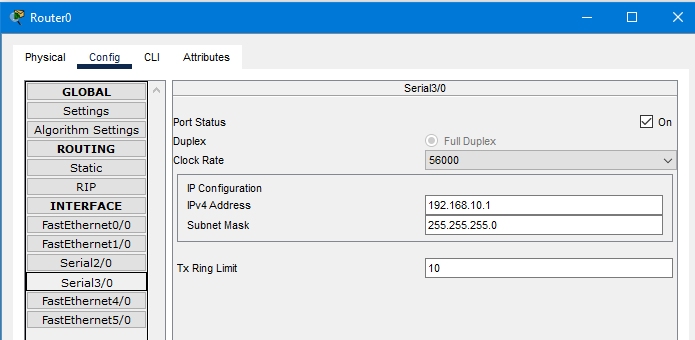 Router0
Physical Config CLI Attributes
GLOBAL
Settings
Algorithm Settings
ROUTING
Static
RIP
INTERFACE
FastEthernet0/0
FastEthernet1/0
Serial2/0
Serial3/0
FastEthernet4/0
FastEthernet5/0
Serial3/0
Port Status On
Duplex Full Duplex
Clock Rate 56000
IP Configuration
IPv4 Address 192.168.10.1
Subnet Mask 255.255.255.0
Tx Ring Limit 10